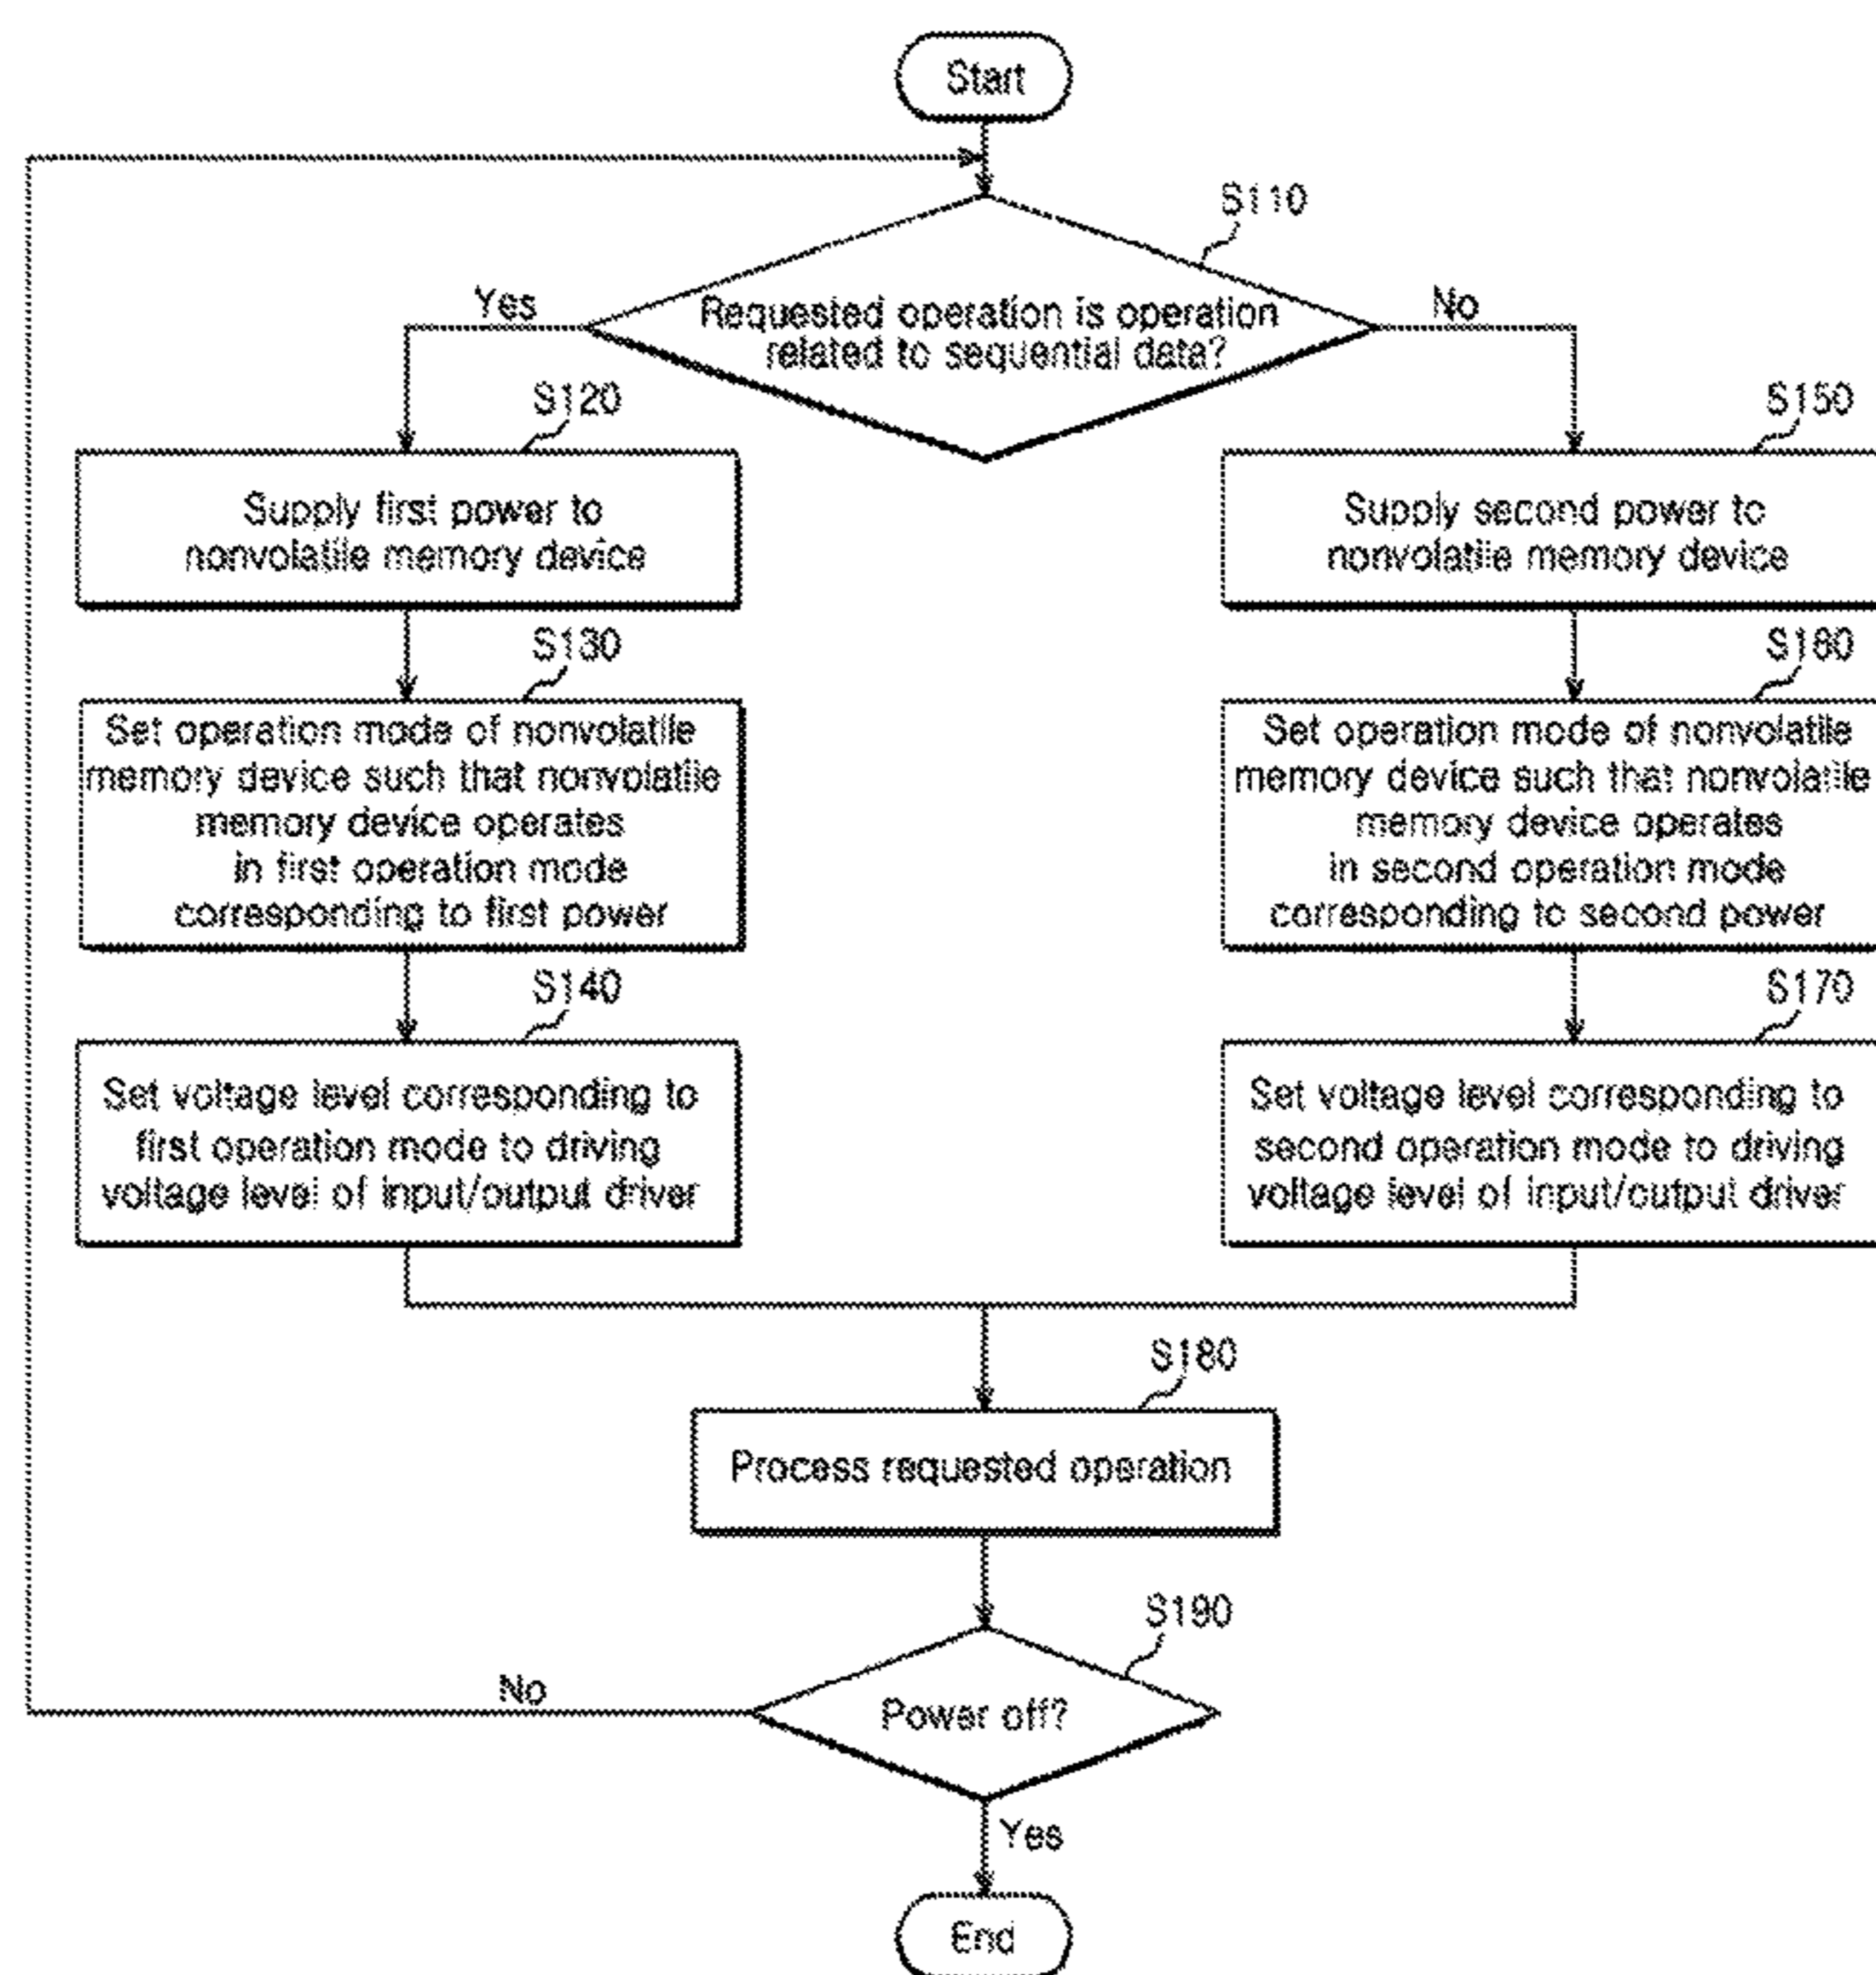 Start
S110
Requested operation is operation
related to sequential data?
Yes
No
S120
Supply first power to
nonvolatile memory device
S130
Set operation mode of nonvolatile
memory device such that nonvolatile
memory device operates
in first operation mode
corresponding to first power
S140
Set voltage level corresponding to
first operation mode to driving
voltage level of input/output driver
S150
Supply second power to
nonvolatile memory device
S160
Set operation mode of nonvolatile
memory device such that nonvolatile
memory device operates
in second operation mode
corresponding to second power
S170
Set voltage level corresponding to
second operation mode to driving
voltage level of input/output driver
S180
Process requested operation
S190
Power off?
No
Yes
End